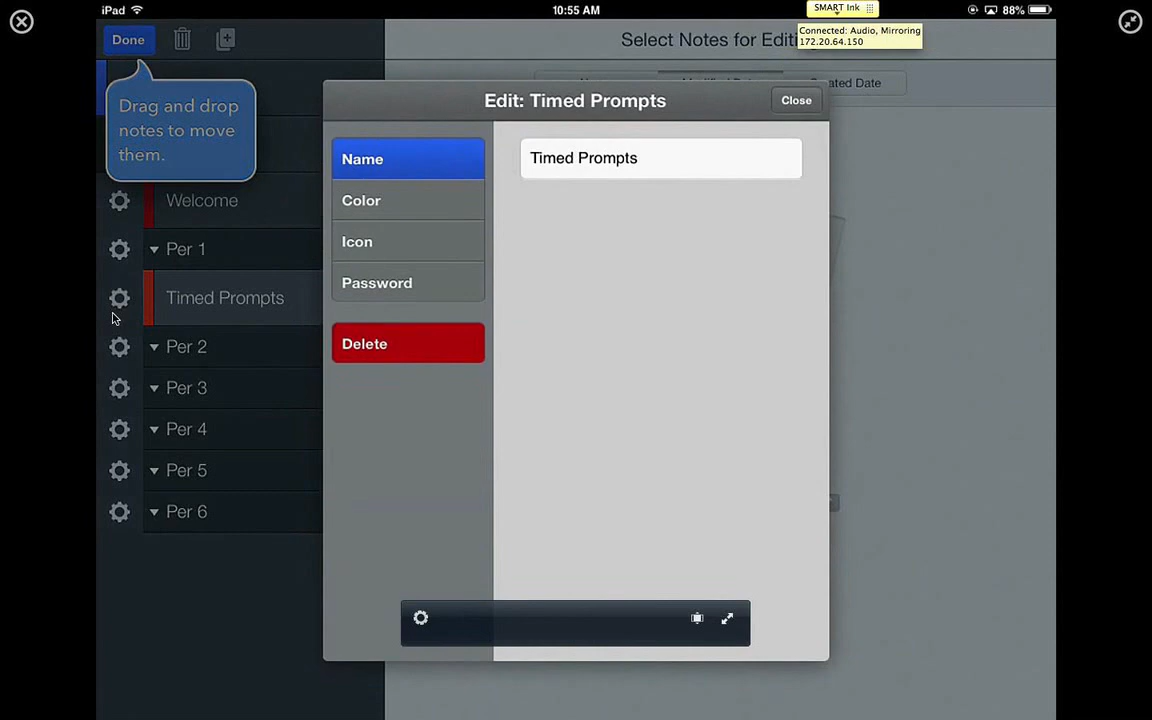 iPad
10:55 AM
SMART Ink
88%
Connected: Audio, Mirroring
172.20.64.150
Done
Select Notes for Editi
Created Date
Drag and drop
notes to move
them.
Edit: Timed Prompts
Close
Name
Timed Prompts
Color
Icon
Password
Delete
Welcome
Per 1
Timed Prompts
Per 2
Per 3
Per 4
Per 5
Per 6